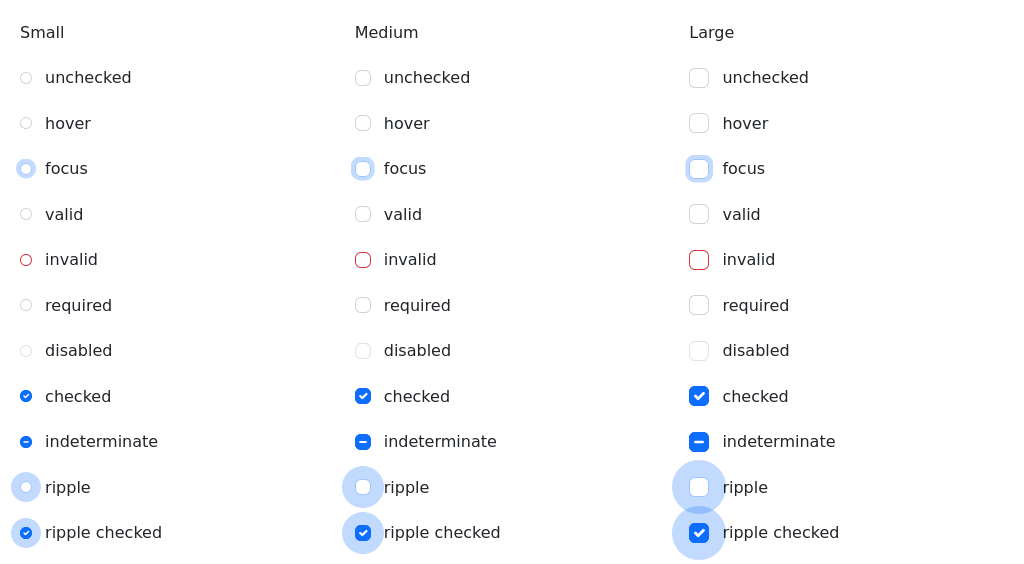 Small
unchecked
hover
focus
valid
invalid
required
disabled
checked
indeterminate
ripple
ripple checked
Medium
unchecked
hover
focus
valid
invalid
required
disabled
checked
indeterminate
ripple
ripple checked
Large
unchecked
hover
focus
valid
invalid
required
disabled
checked
indeterminate
ripple
ripple checked